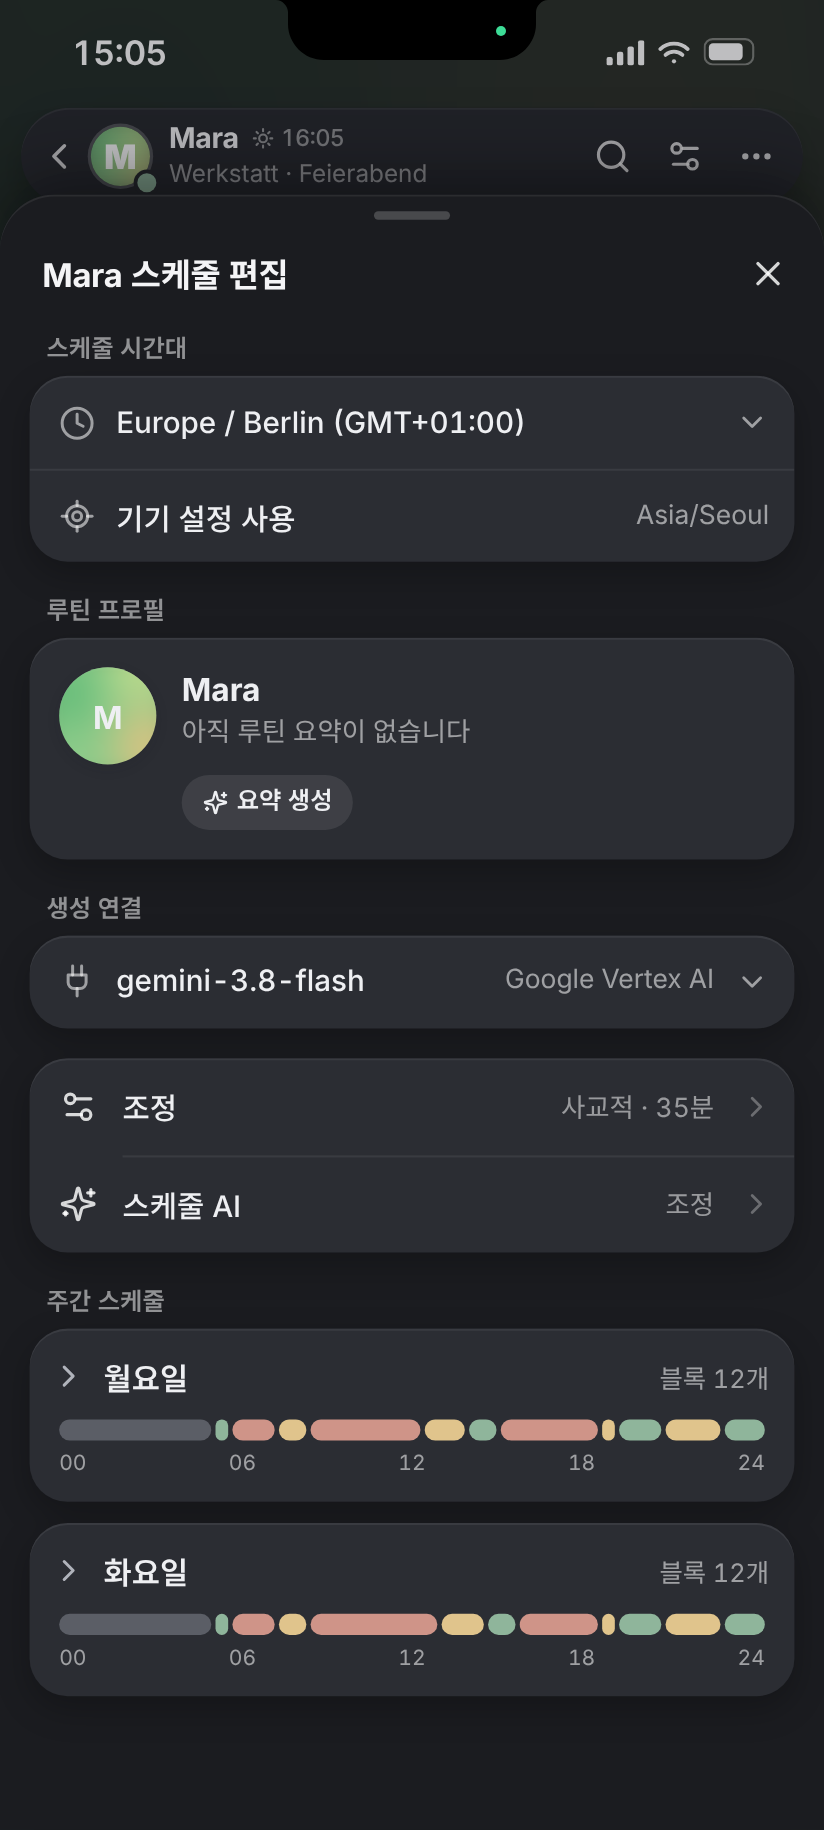 15:05
M
Mara 16:05
Werkstatt · Feierabend
Mara 스케줄 편집
스케줄 시간대
Europe / Berlin (GMT+01:00)
기기 설정 사용 Asia/Seoul
루틴 프로필
M
Mara
아직 루틴 요약이 없습니다
요약 생성
생성 연결
gemini-3.8-flash Google Vertex AI
조정 사교적 · 35분
스케줄 AI 조정
주간 스케줄
월요일 블록 12개
00 06 12 18 24
화요일 블록 12개
00 06 12 18 24